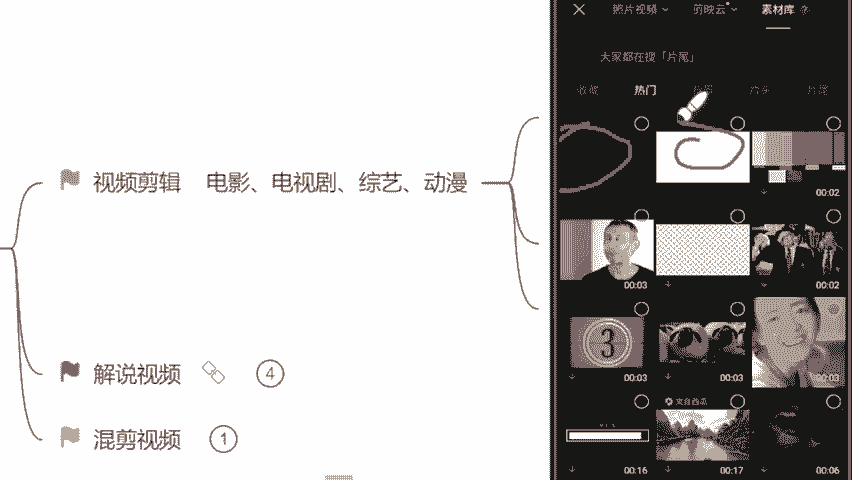 视频剪辑 电影、电视剧、综艺、动漫
解说视频 4
混剪视频 1
照片视频 剪映云 素材库
大家都在搜「片尾」
收藏 热门 片头 片尾
00:02
00:03 00:02
3
00:03 00:03 00:03
00:16 00:17 00:06